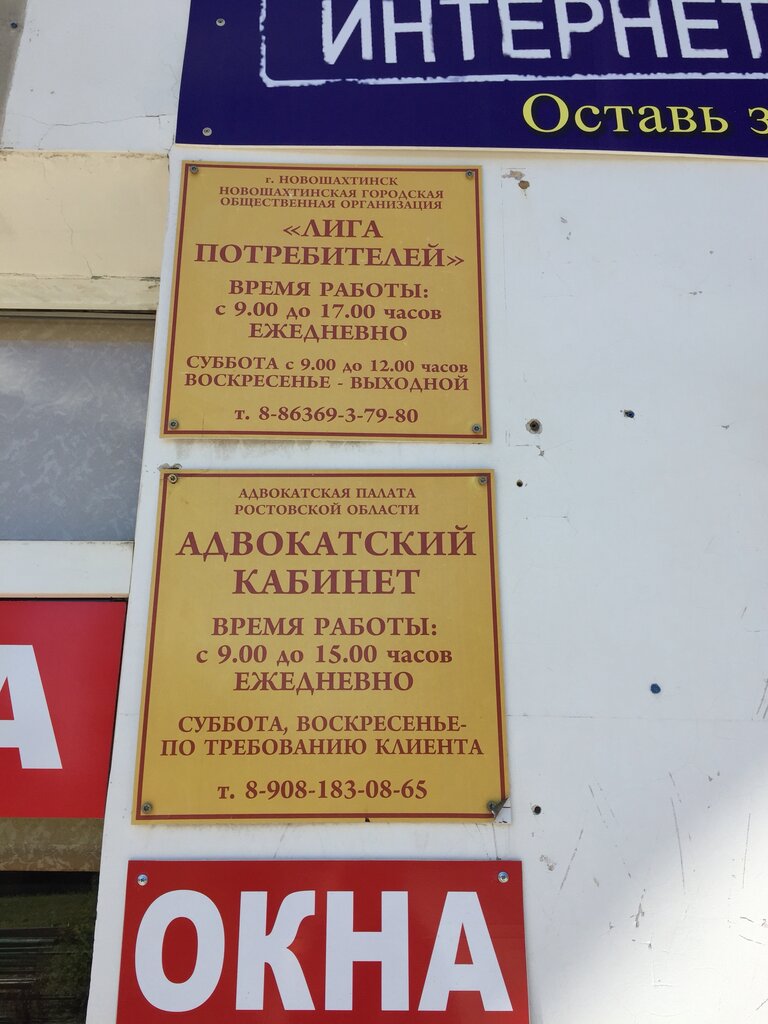 ИНТЕРНЕТ
Оставь
г. НОВОШАХТИНСК
НОВОШАХТИНСКАЯ ГОРОДСКАЯ
ОБЩЕСТВЕННАЯ ОРГАНИЗАЦИЯ
«ЛИГА
ПОТРЕБИТЕЛЕЙ»
ВРЕМЯ РАБОТЫ:
с 9.00 до 17.00 часов
ЕЖЕДНЕВНО
СУББОТА с 9.00 до 12.00 часов
ВОСКРЕСЕНЬЕ - ВЫХОДНОЙ
т. 8-86369-3-79-80
АДВОКАТСКАЯ ПАЛАТА
РОСТОВСКОЙ ОБЛАСТИ
АДВОКАТСКИЙ
КАБИНЕТ
ВРЕМЯ РАБОТЫ:
с 9.00 до 15.00 часов
ЕЖЕДНЕВНО
СУББОТА, ВОСКРЕСЕНЬЕ-
ПО ТРЕБОВАНИЮ КЛИЕНТА
т. 8-908-183-08-65
ОКНА